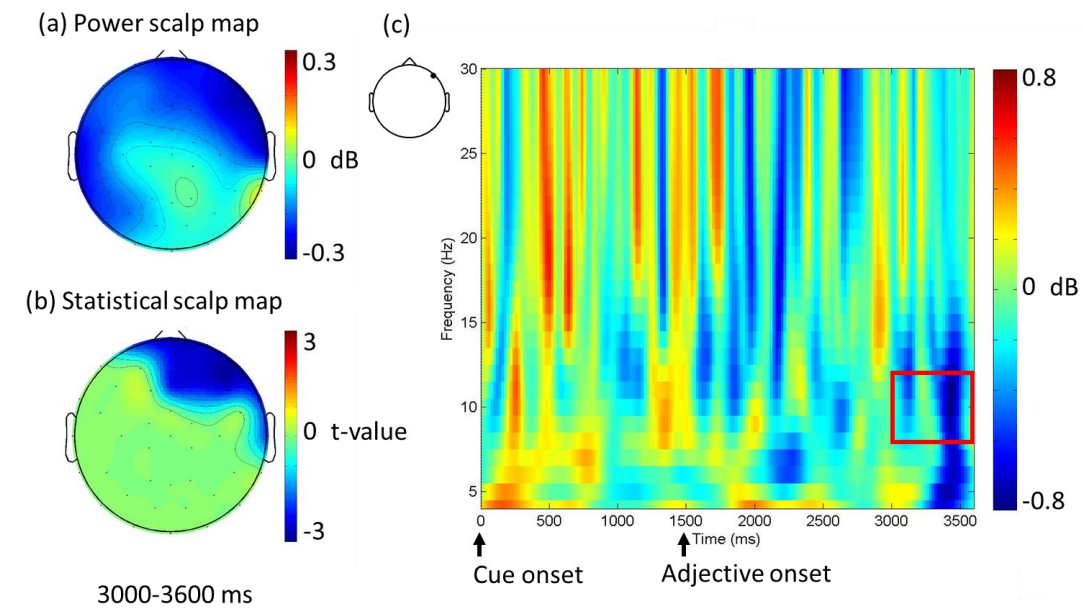 (a) Power scalp map
0.3
0 dB
-0.3
(b) Statistical scalp map
3
0 t-value
-3
3000-3600 ms
(c)
30
25
20
15
10
5
Frequency (Hz)
0 500 1000 1500 2000 2500 3000 3500
Time (ms)
Cue onset
Adjective onset
0.8
0 dB
-0.8